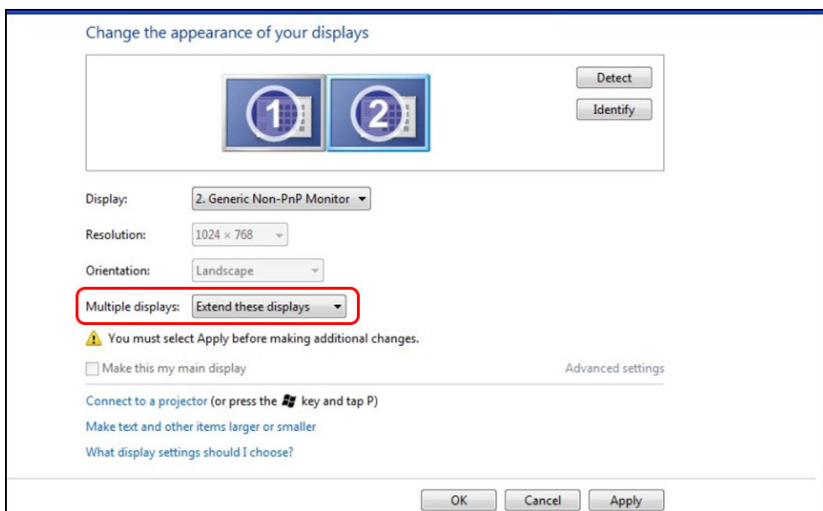 Change the appearance of your displays
1 2
Detect
Identify
Display: 2. Generic Non-PnP Monitor
Resolution: 1024 × 768
Orientation: Landscape
Multiple displays: Extend these displays
You must select Apply before making additional changes.
Make this my main display Advanced settings
Connect to a projector (or press the key and tap P)
Make text and other items larger or smaller
What display settings should I choose?
OK Cancel Apply